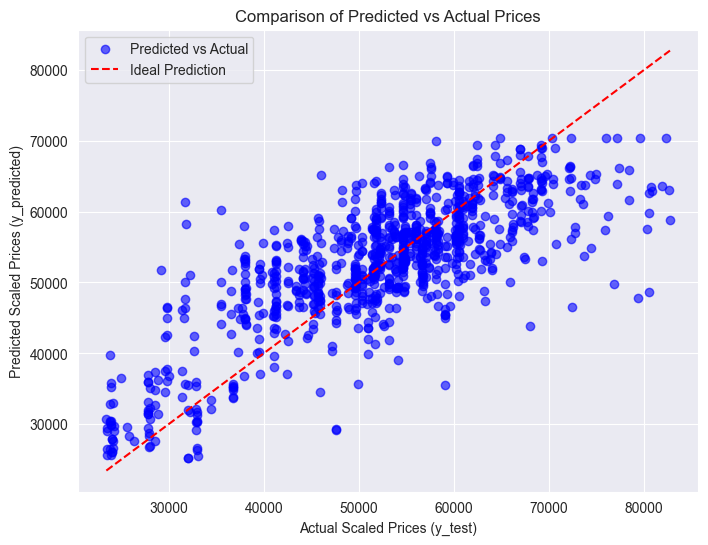 Comparison of Predicted vs Actual Prices
Predicted vs Actual
Ideal Prediction
80000
70000
60000
50000
40000
30000
Predicted Scaled Prices (y_predicted)
30000 40000 50000 60000 70000 80000
Actual Scaled Prices (y_test)